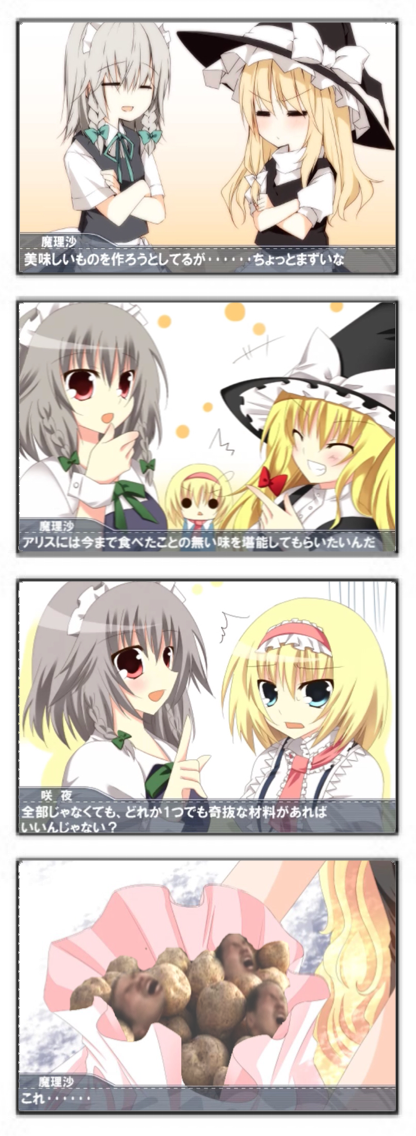 魔理沙
美味しいものを作ろうとしてるが・・・・・・ちょっとまずいな
魔理沙
アリスには今まで食べたことの無い味を堪能してもらいたいんだ
咲 夜
全部じゃなくても、どれか1つでも奇抜な材料があれば
いいんじゃない？
魔理沙
これ・・・・・・